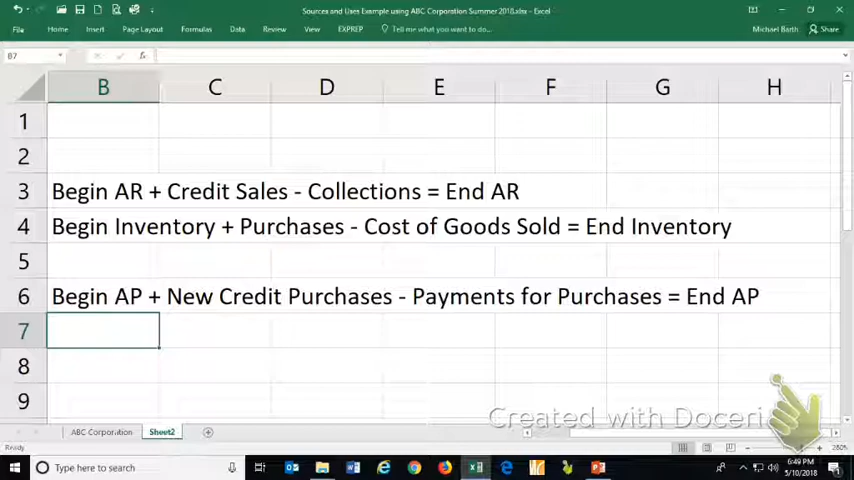 Sources and Uses Example using ABC Corporation Summer 2018.xlsx - Excel
File Home Insert Page Layout Formulas Data Review View EXPREP Tell me what you want to do... Michael Barth Share
B7 fx
B C D E F G H
1
2
3 Begin AR + Credit Sales - Collections = End AR
4 Begin Inventory + Purchases - Cost of Goods Sold = End Inventory
5
6 Begin AP + New Credit Purchases - Payments for Purchases = End AP
7
8
9
Created with Doceri
ABC Corporation Sheet2
Ready 260%
Type here to search
6:49 PM
5/10/2018